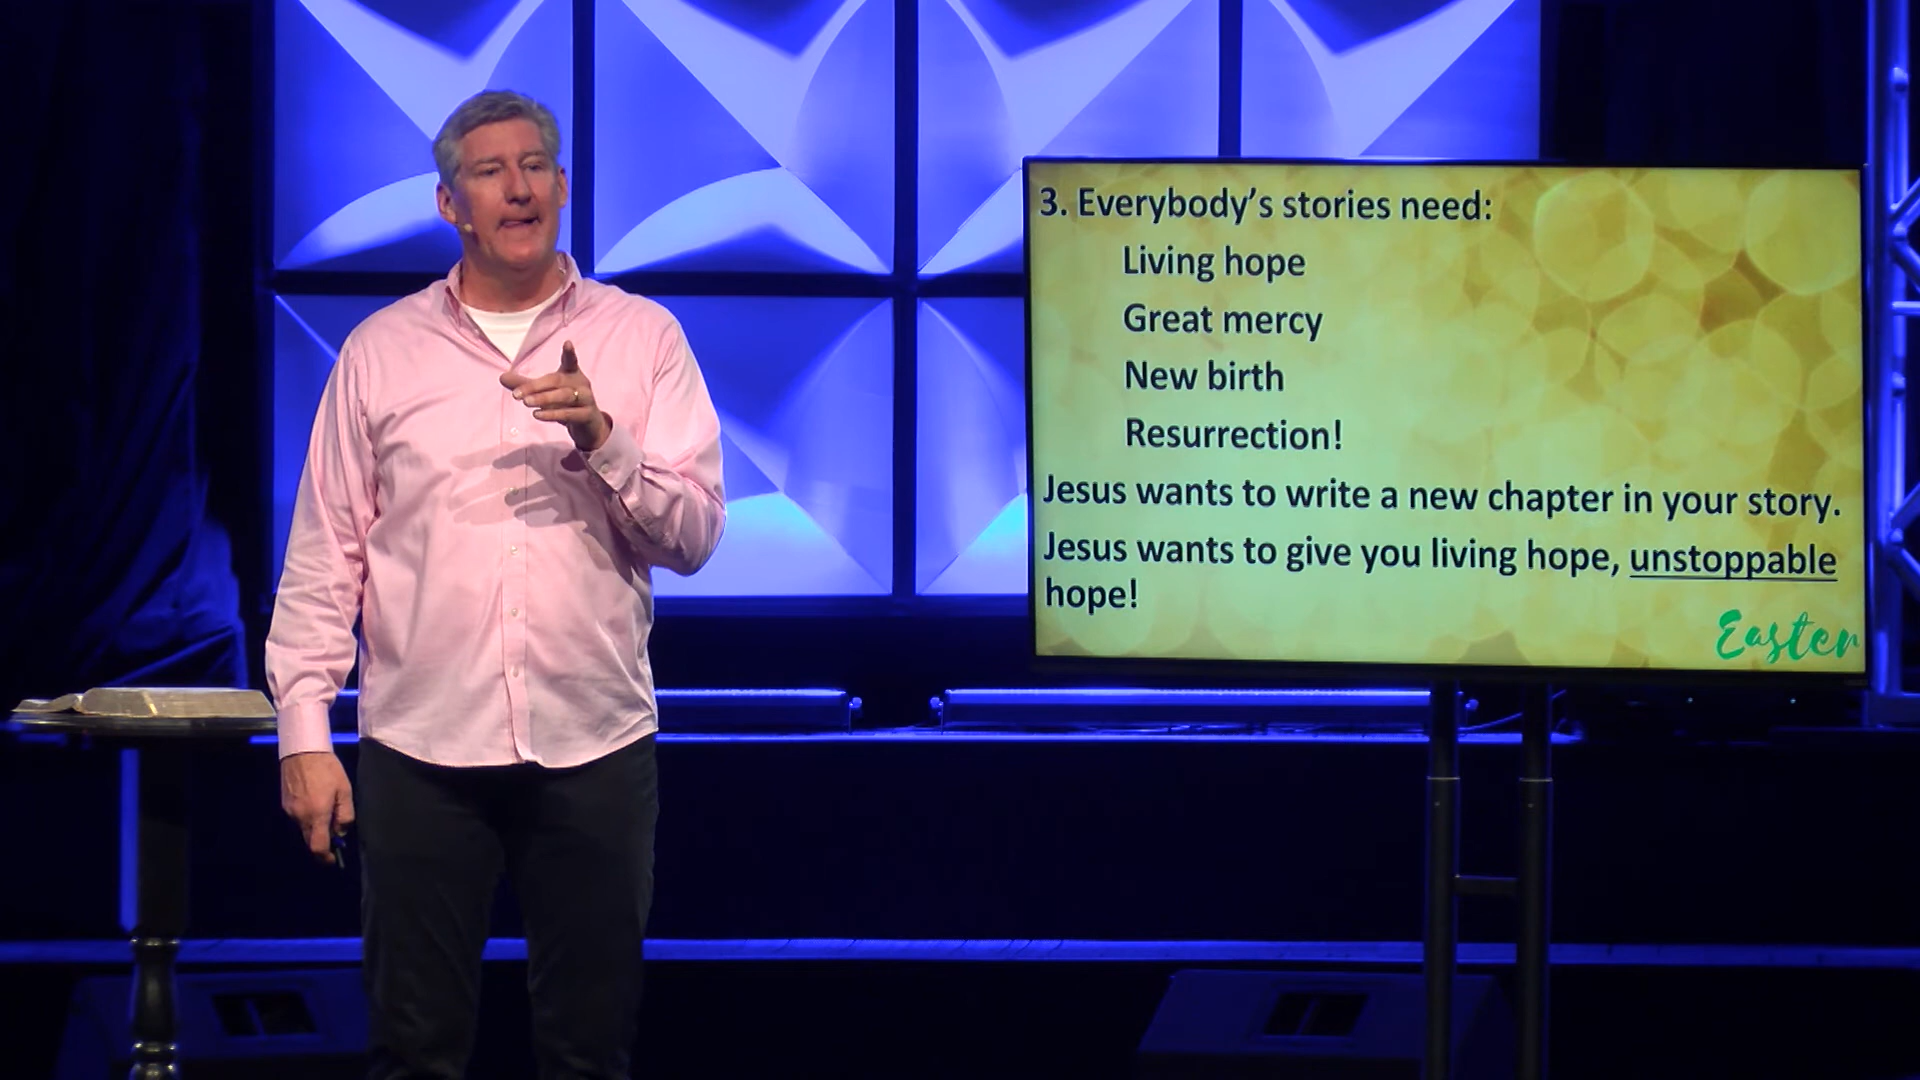 3. Everybody’s stories need:
Living hope
Great mercy
New birth
Resurrection!
Jesus wants to write a new chapter in your story.
Jesus wants to give you living hope, unstoppable
hope!
Easter